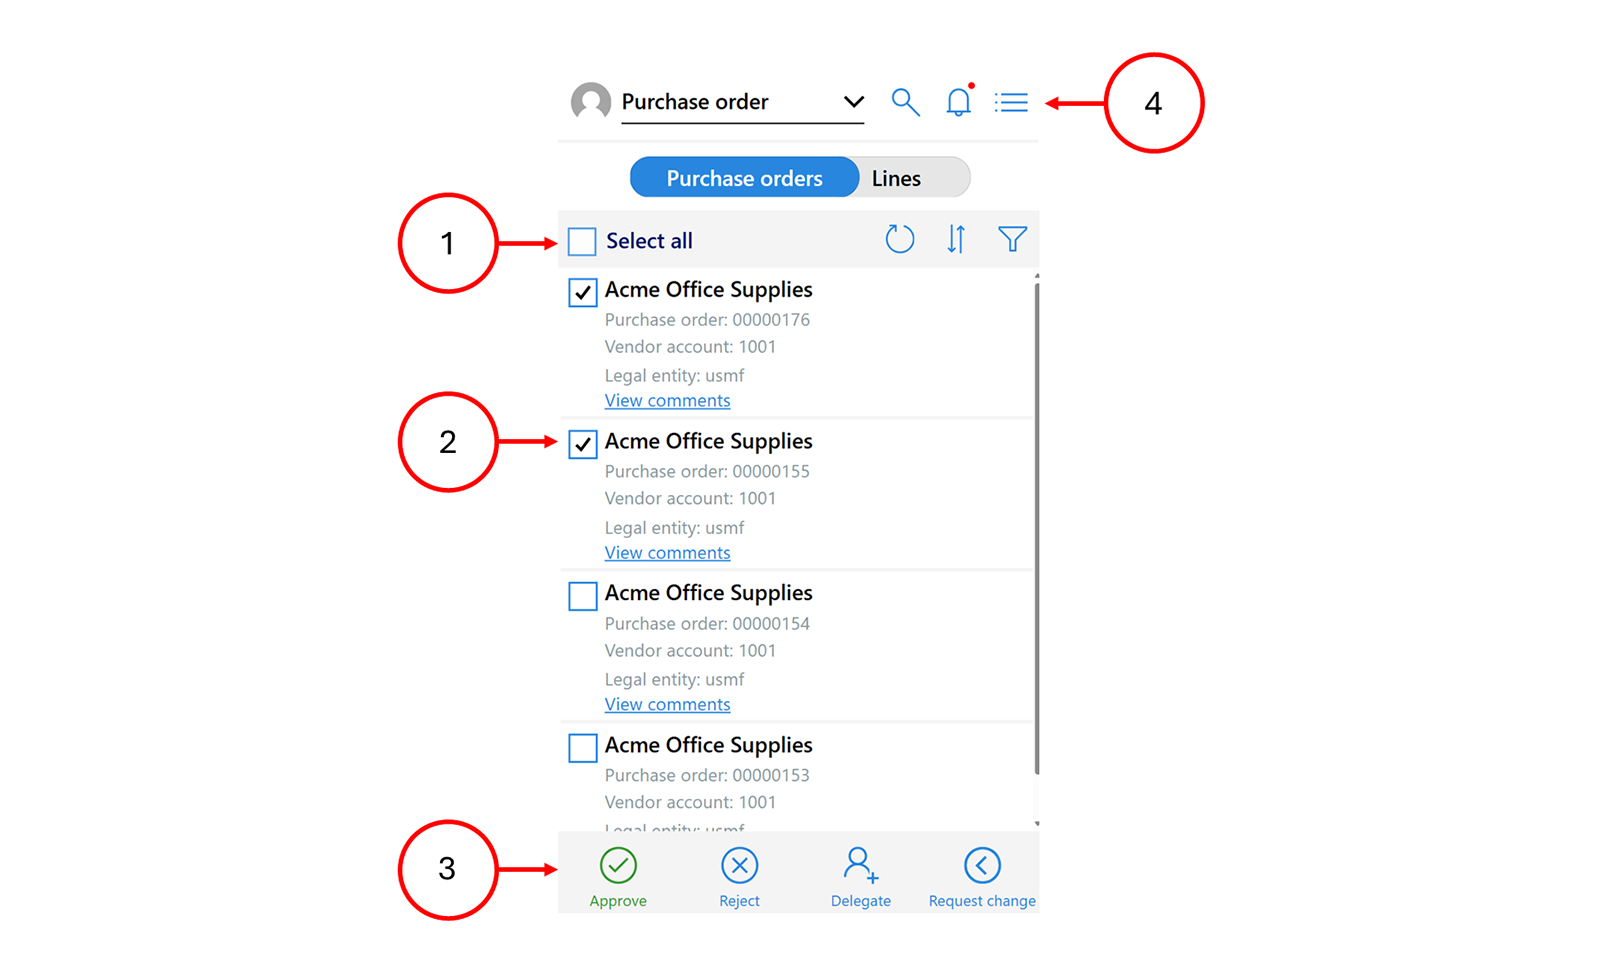 Purchase order
4
Purchase orders
Lines
1
Select all
Acme Office Supplies
Purchase order: 00000176
Vendor account: 1001
Legal entity: usmf
View comments
2
Acme Office Supplies
Purchase order: 00000155
Vendor account: 1001
Legal entity: usmf
View comments
Acme Office Supplies
Purchase order: 00000154
Vendor account: 1001
Legal entity: usmf
View comments
Acme Office Supplies
Purchase order: 00000153
Vendor account: 1001
Legal entity: usmf
3
Approve
Reject
Delegate
Request change